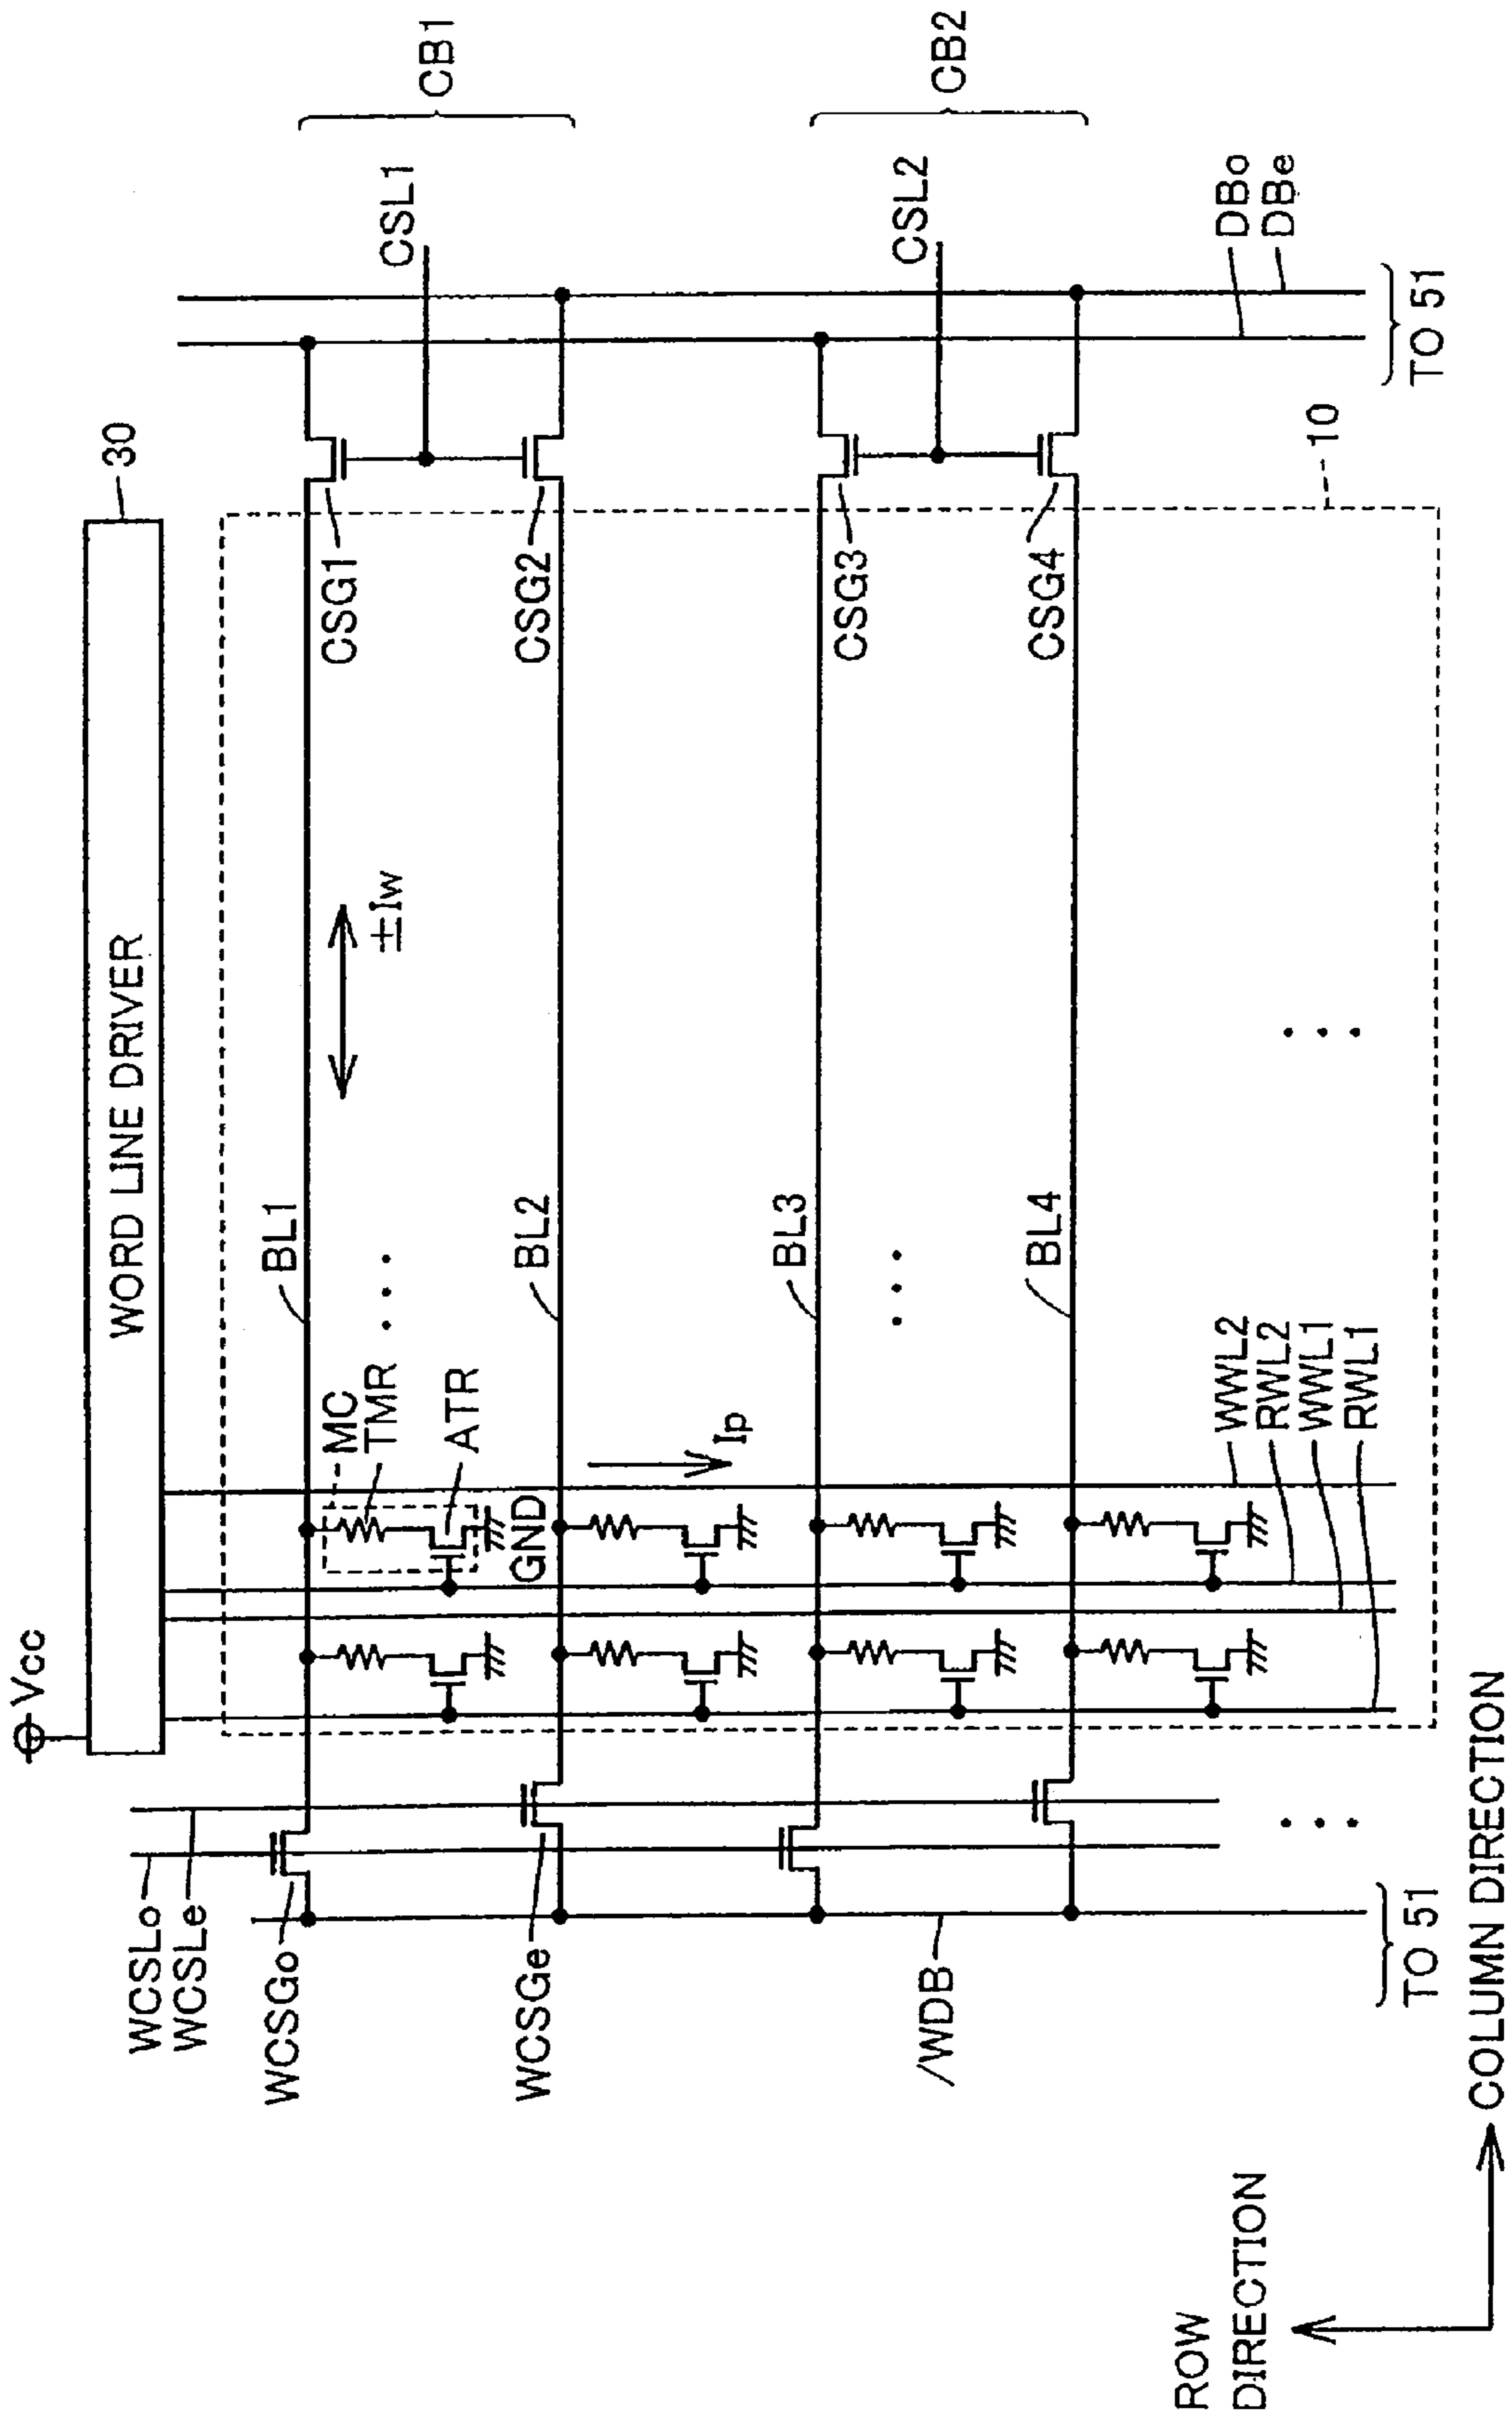 Vcc
30
WORD LINE DRIVER
WCSLo
WCSLe
WCSGo
WCSGe
/WDB
TO 51
BL1
BL2
BL3
BL4
MC
TMR
ATR
GND
Ip
±Iw
WWL2
RWL2
WWL1
RWL1
CSG1
CSG2
CSG3
CSG4
10
CSL1
CSL2
CB1
CB2
DBo
DBe
TO 51
ROW
DIRECTION
COLUMN DIRECTION